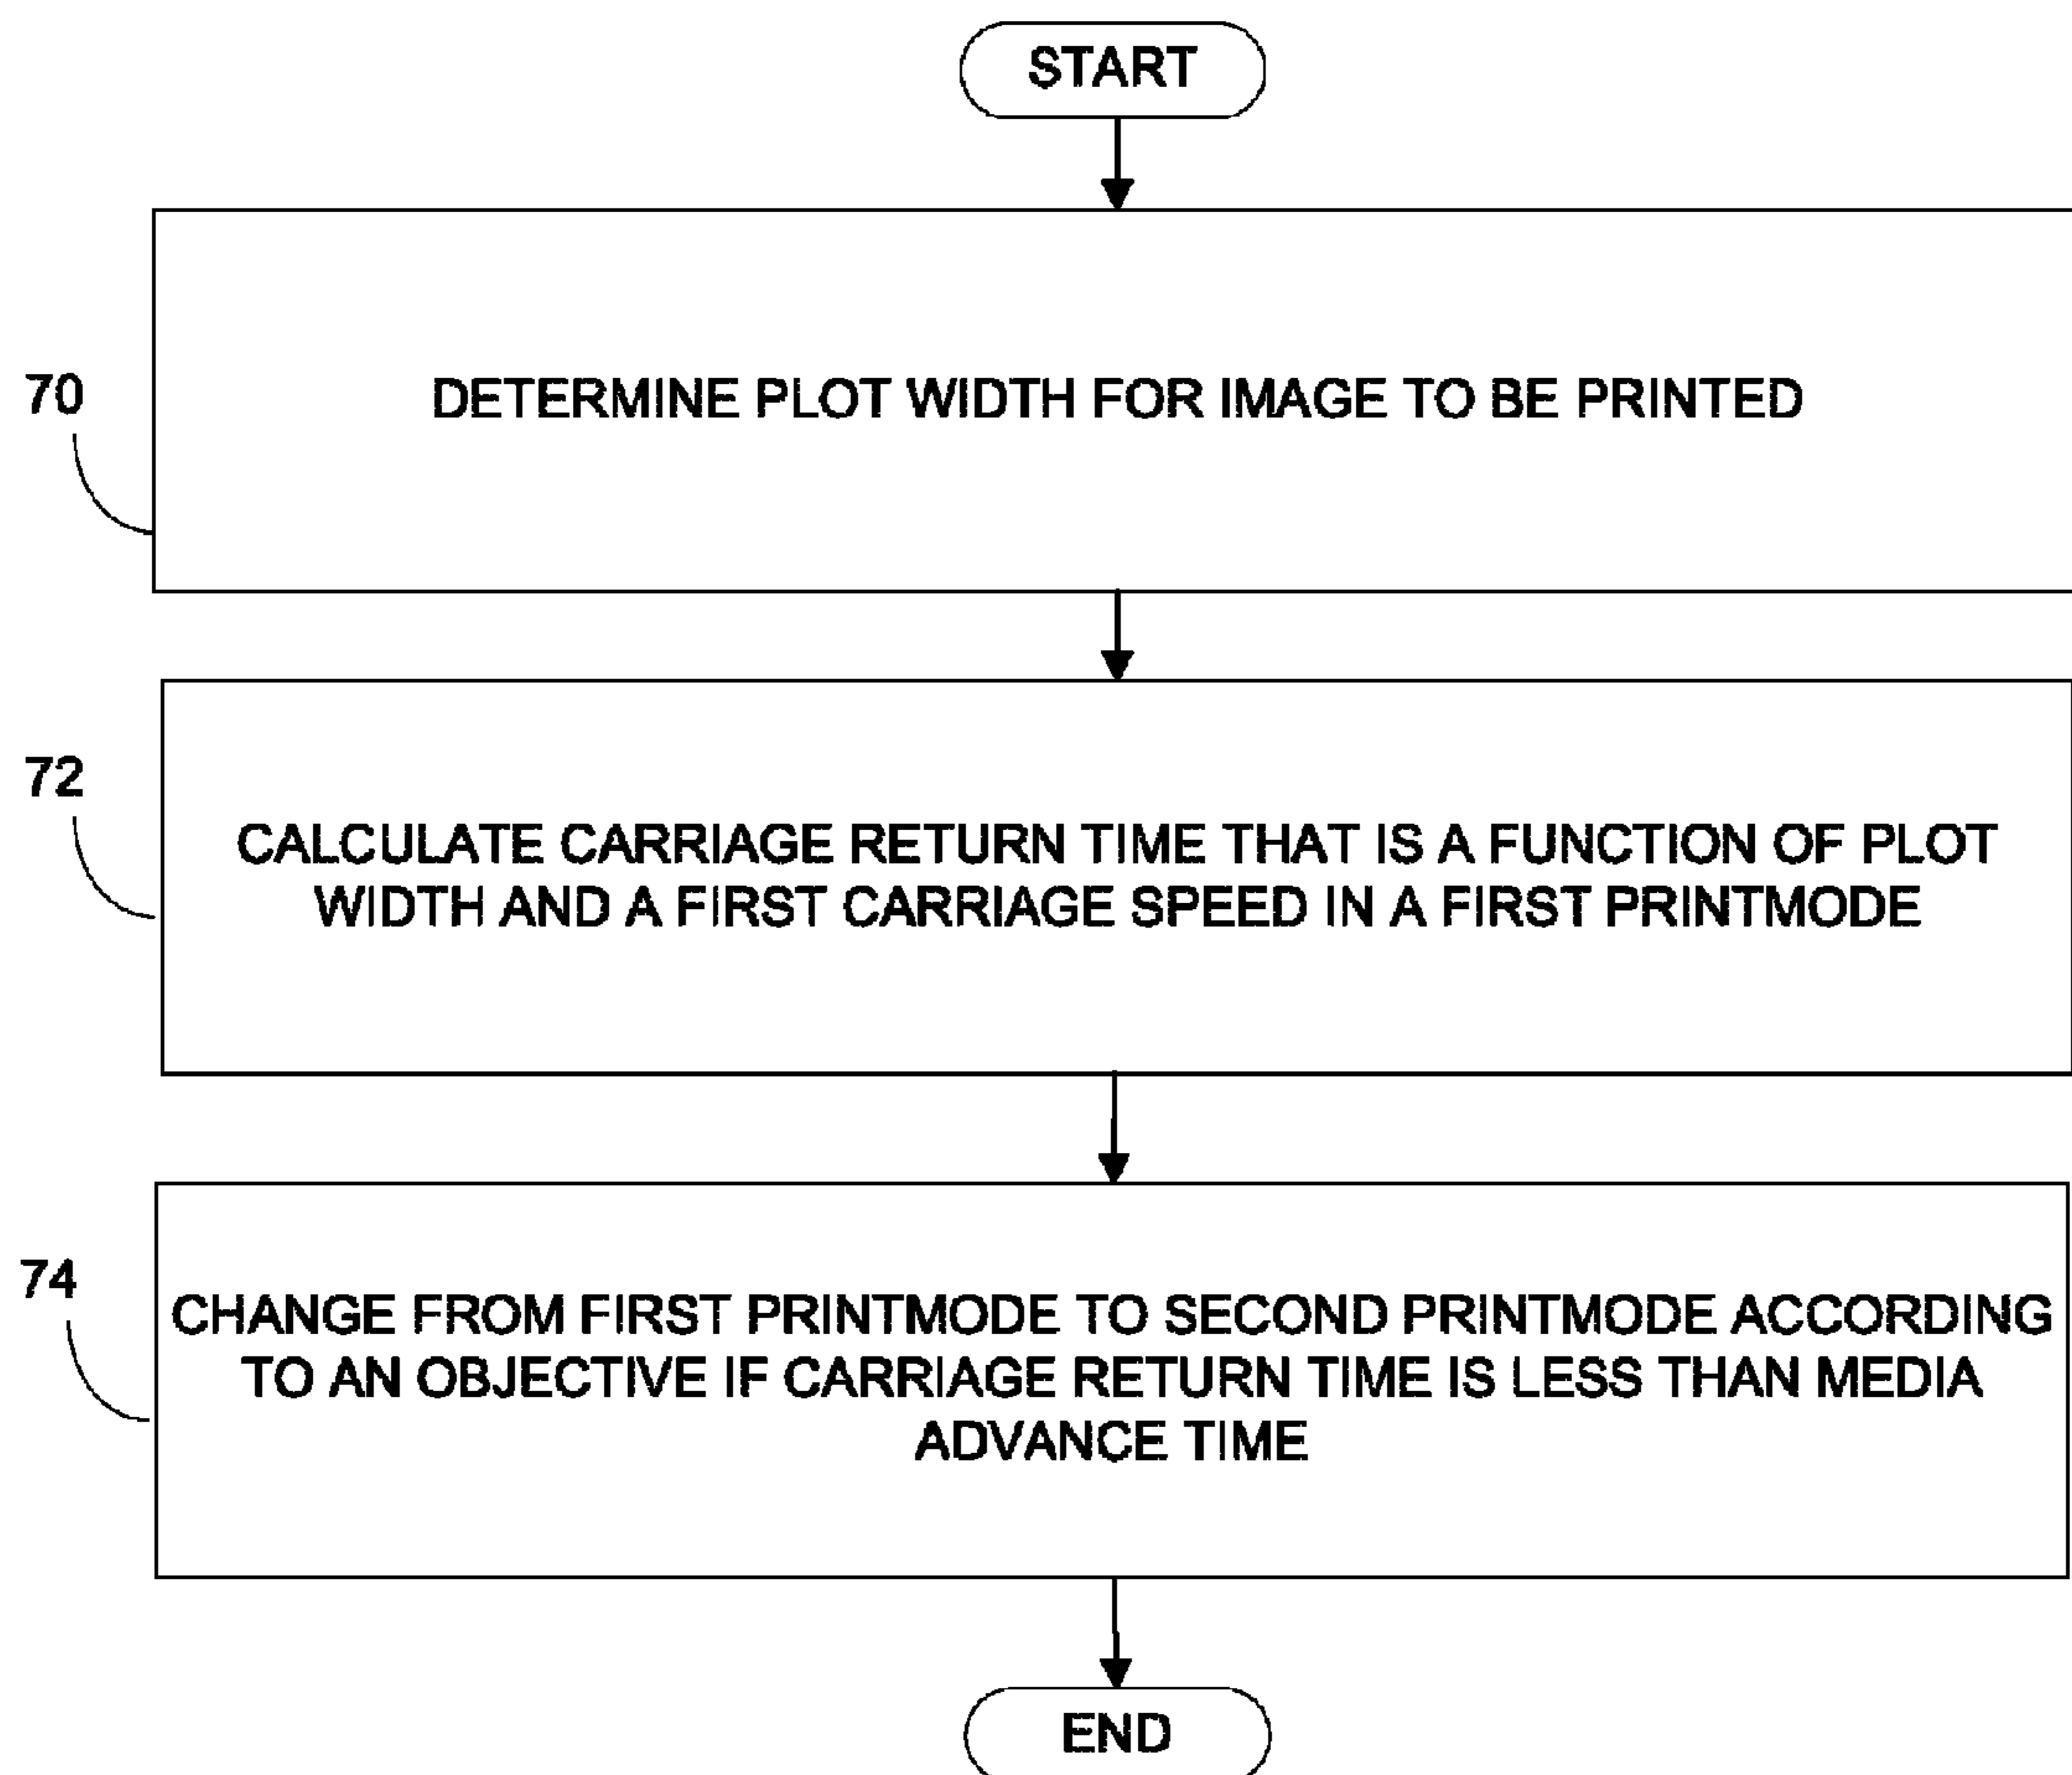 START
70
DETERMINE PLOT WIDTH FOR IMAGE TO BE PRINTED
72
CALCULATE CARRIAGE RETURN TIME THAT IS A FUNCTION OF PLOT
WIDTH AND A FIRST CARRIAGE SPEED IN A FIRST PRINTMODE
74
CHANGE FROM FIRST PRINTMODE TO SECOND PRINTMODE ACCORDING
TO AN OBJECTIVE IF CARRIAGE RETURN TIME IS LESS THAN MEDIA
ADVANCE TIME
END